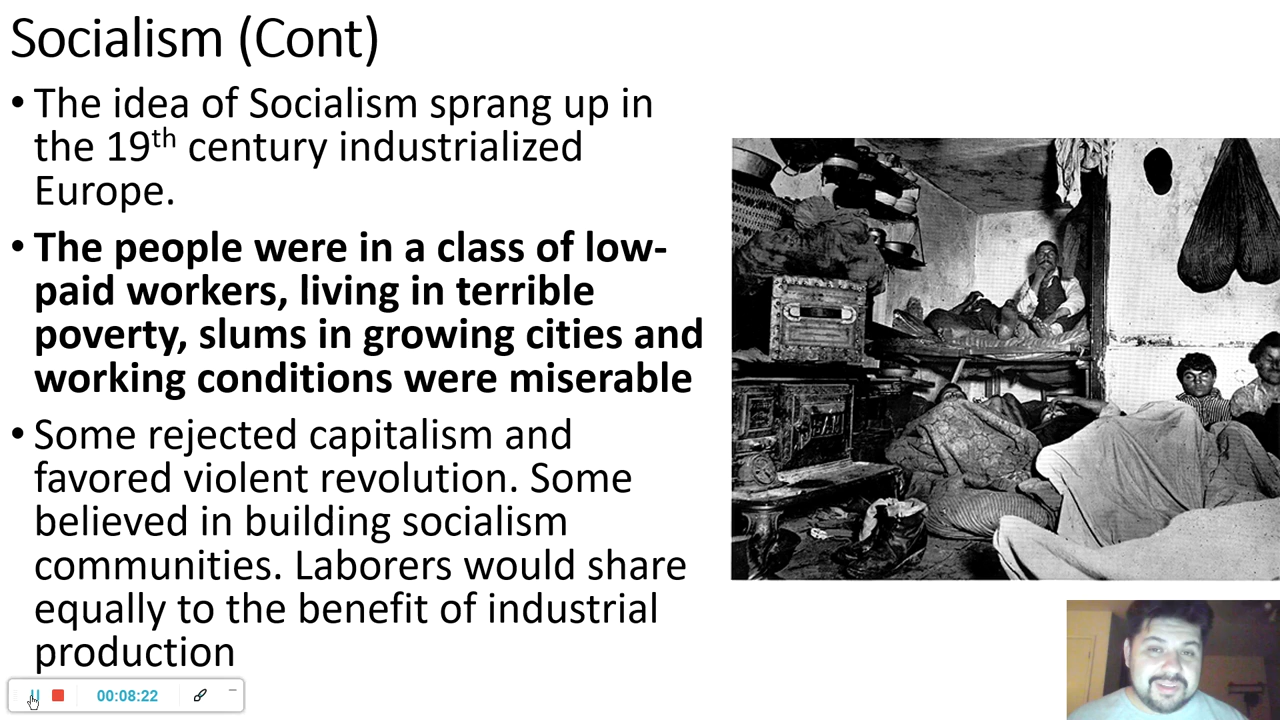 Socialism (Cont)
• The idea of Socialism sprang up in
the 19th century industrialized
Europe.
• The people were in a class of low-
paid workers, living in terrible
poverty, slums in growing cities and
working conditions were miserable
• Some rejected capitalism and
favored violent revolution. Some
believed in building socialism
communities. Laborers would share
equally to the benefit of industrial
production
00:08:22